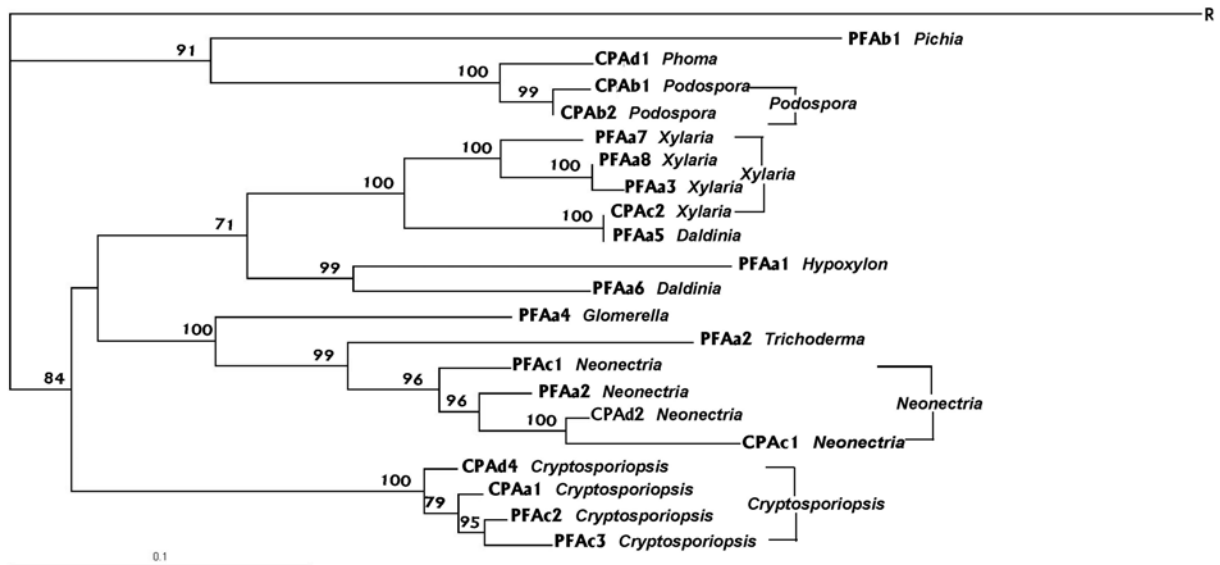 R
91
PFAb1 Pichia
100
CPAd1 Phoma
99
CPAb1 Podospora
Podospora
CPAb2 Podospora
100
PFAa7 Xylaria
100
100
PFAa8 Xylaria
Xylaria
PFAa3 Xylaria
71
100
CPAc2 Xylaria
PFAa5 Daldinia
99
PFAa1 Hypoxylon
PFAa6 Daldinia
100
PFAa4 Glomerella
99
PFAa2 Trichoderma
84
96
PFAc1 Neonectria
96
PFAa2 Neonectria
Neonectria
100
CPAd2 Neonectria
CPAc1 Neonectria
100
CPAd4 Cryptosporiopsis
79
CPAa1 Cryptosporiopsis
Cryptosporiopsis
95
PFAc2 Cryptosporiopsis
PFAc3 Cryptosporiopsis
0.1